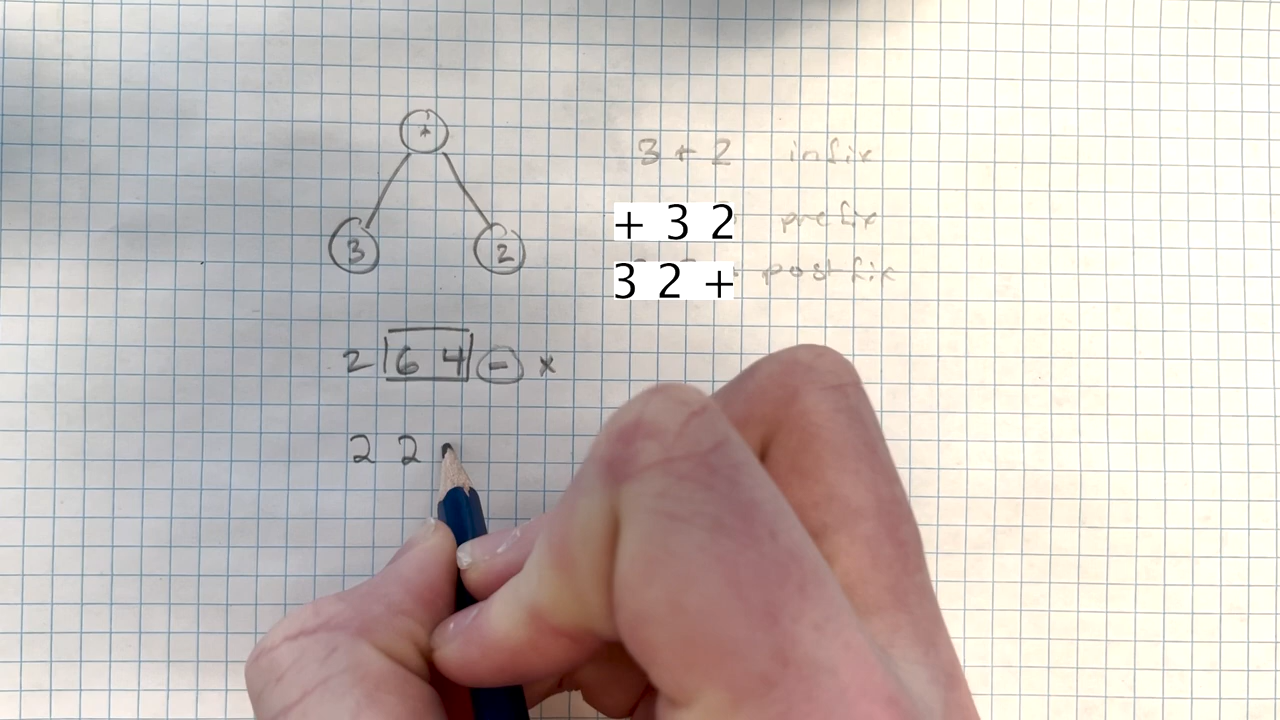 3 + 2 infix
+ 3 2 prefix
3 2 + postfix
3 2
2 6 4 - x
2 2